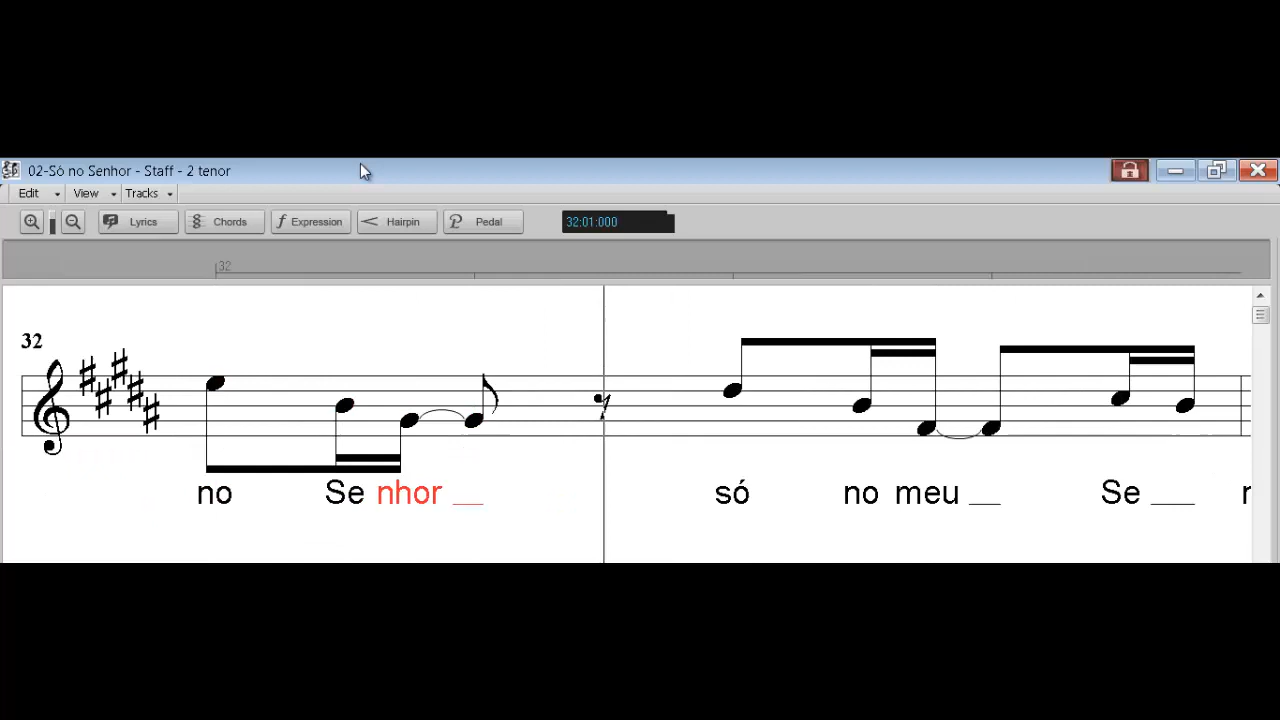 02-Só no Senhor - Staff - 2 tenor
Edit View Tracks
Lyrics Chords Expression Hairpin Pedal 32:01:000
32
32
no Se nhor __ só no meu __ Se __